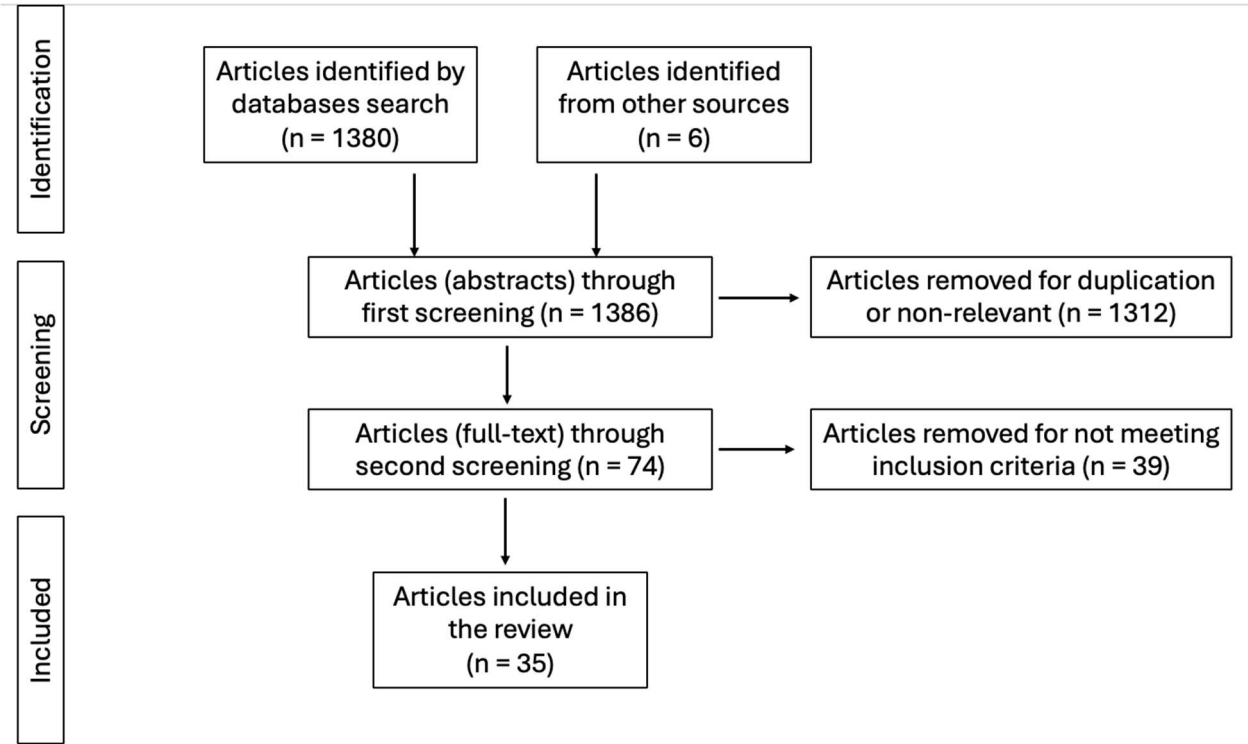 Identification
Articles identified by
databases search
(n = 1380)
Articles identified
from other sources
(n = 6)
Screening
Articles (abstracts) through
first screening (n = 1386)
Articles removed for duplication
or non-relevant (n = 1312)
Articles (full-text) through
second screening (n = 74)
Articles removed for not meeting
inclusion criteria (n = 39)
Included
Articles included in
the review
(n = 35)